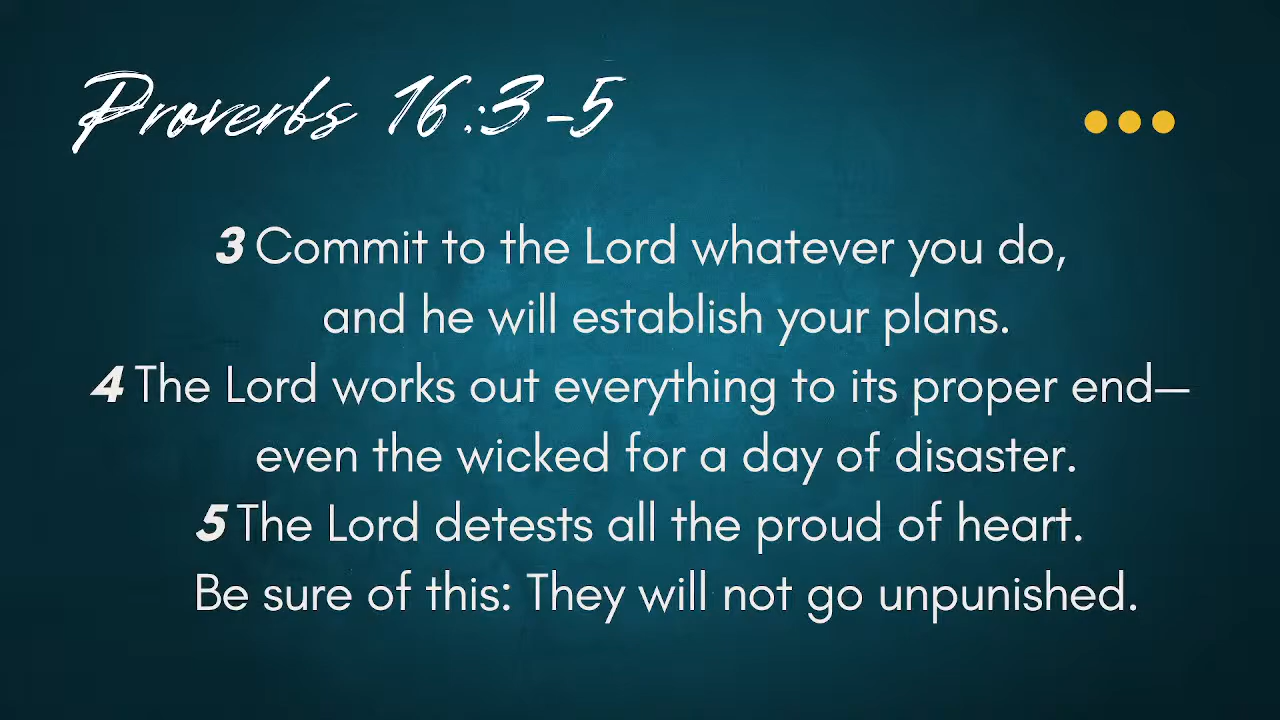 Proverbs 16:3-5
3 Commit to the Lord whatever you do,
and he will establish your plans.
4 The Lord works out everything to its proper end—
even the wicked for a day of disaster.
5 The Lord detests all the proud of heart.
Be sure of this: They will not go unpunished.